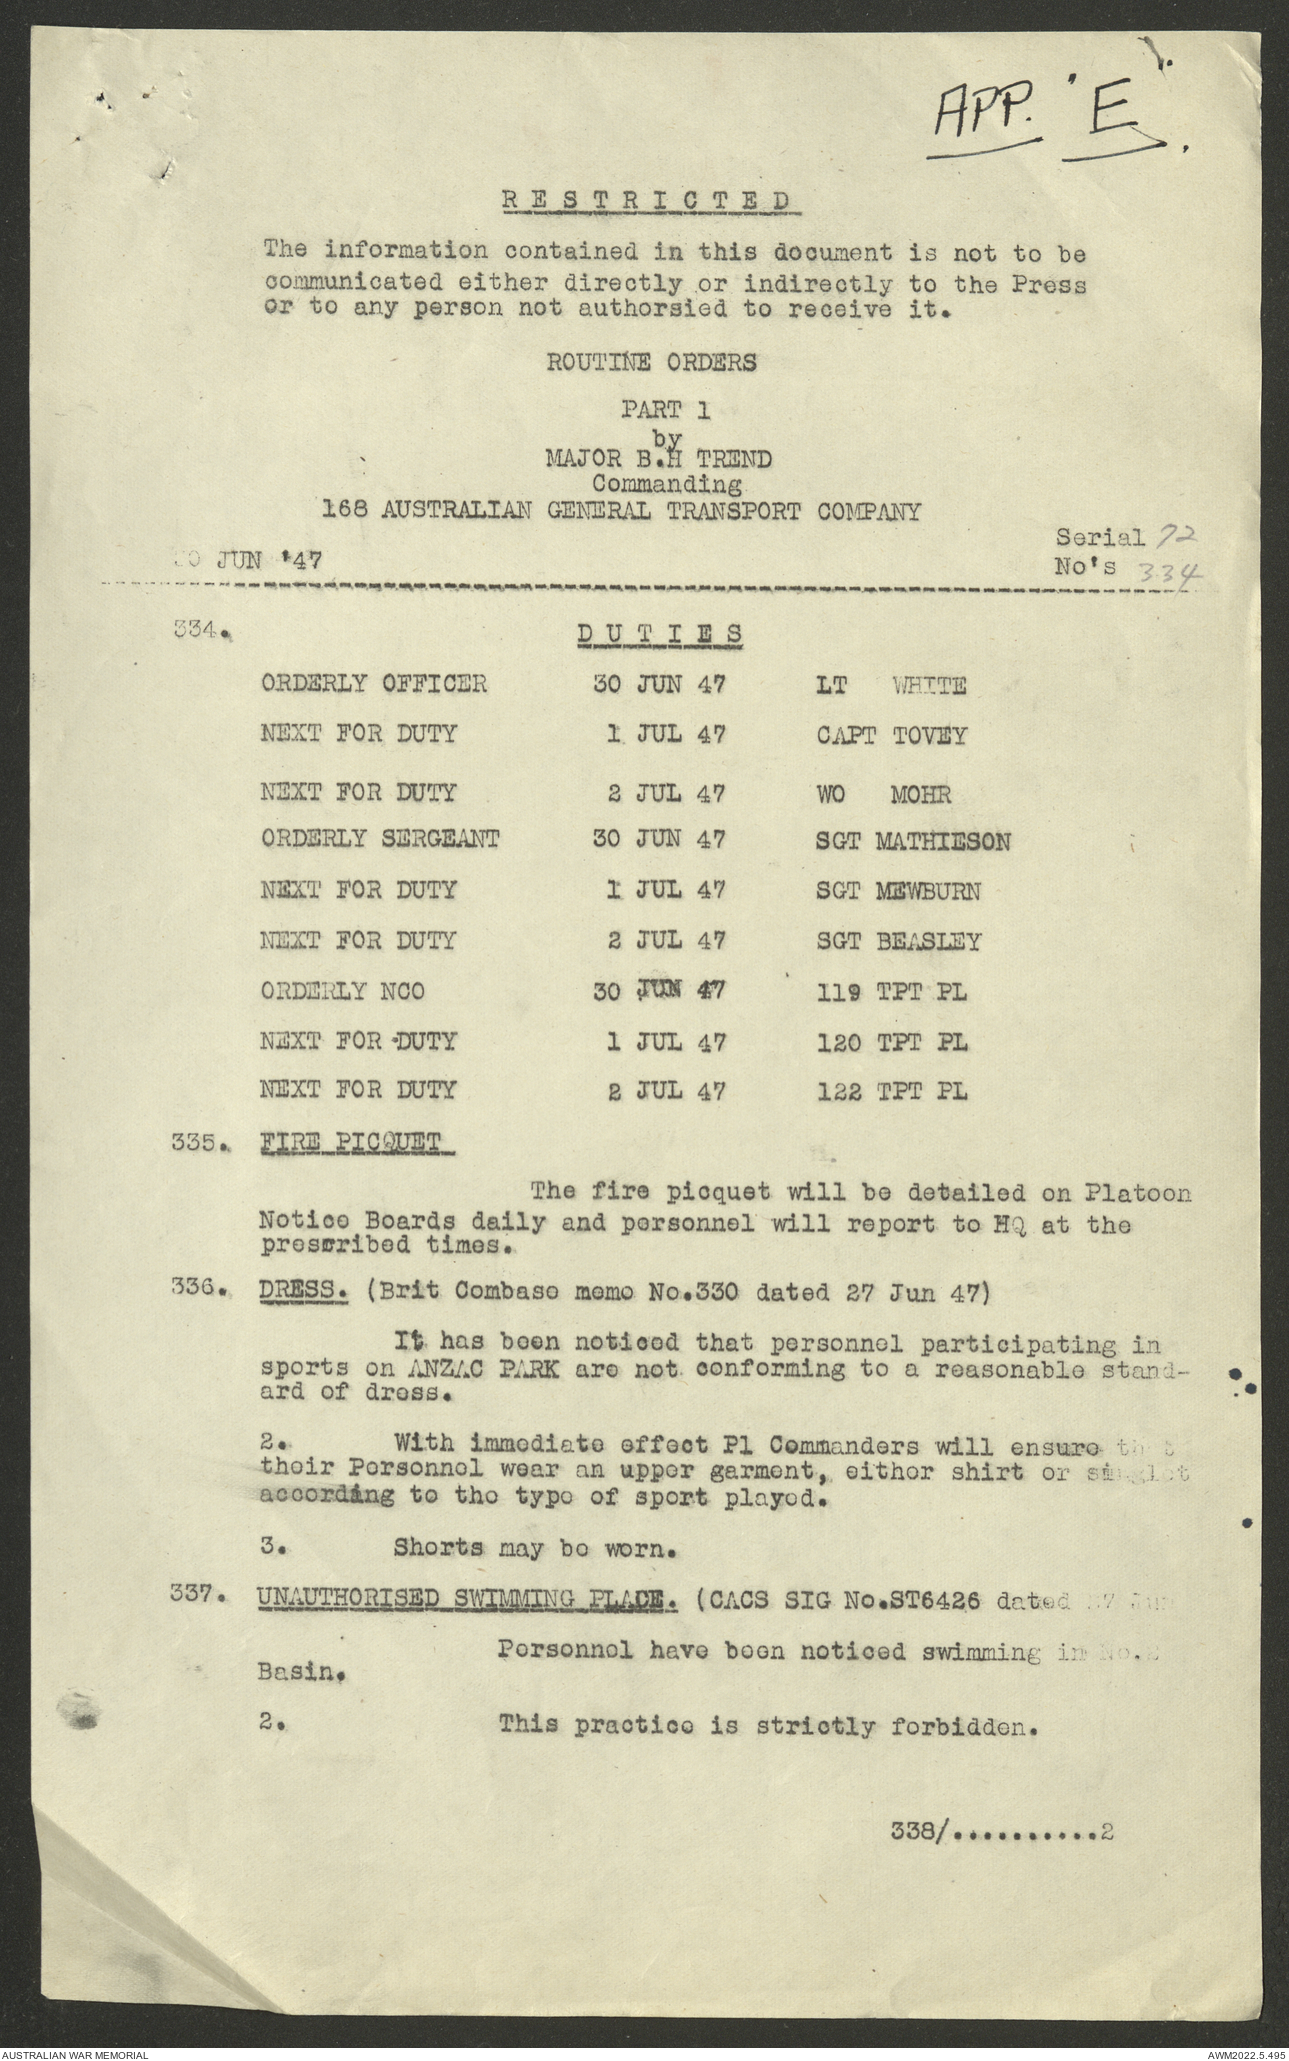 APP. 'E'.
RESTRICTED
The information contained in this document is not to be
communicated either directly or indirectly to the Press
or to any person not authorsied to receive it.
ROUTINE ORDERS
PART 1
by
MAJOR B.H TREND
Commanding
168 AUSTRALIAN GENERAL TRANSPORT COMPANY
Serial 72
30 JUN '47 No's 334
334. DUTIES
ORDERLY OFFICER 30 JUN 47 LT WHITE
NEXT FOR DUTY 1 JUL 47 CAPT TOVEY
NEXT FOR DUTY 2 JUL 47 WO MOHR
ORDERLY SERGEANT 30 JUN 47 SGT MATHIESON
NEXT FOR DUTY 1 JUL 47 SGT MEWBURN
NEXT FOR DUTY 2 JUL 47 SGT BEASLEY
ORDERLY NCO 30 JUN 47 119 TPT PL
NEXT FOR DUTY 1 JUL 47 120 TPT PL
NEXT FOR DUTY 2 JUL 47 122 TPT PL
335. FIRE PICQUET
The fire picquet will be detailed on Platoon
Notice Boards daily and personnel will report to HQ at the
prescribed times.
336. DRESS. (Brit Combase memo No.330 dated 27 Jun 47)
It has been noticed that personnel participating in
sports on ANZAC PARK are not conforming to a reasonable stand-
ard of dress.
2. With immediate effect Pl Commanders will ensure that
their Personnel wear an upper garment, either shirt or singlet
according to the type of sport played.
3. Shorts may be worn.
337. UNAUTHORISED SWIMMING PLACE. (CACS SIG No.ST6426 dated 27 Jun
Personnel have been noticed swimming in No.
Basin.
2. This practice is strictly forbidden.
338/...........2
AUSTRALIAN WAR MEMORIAL AWM2022.5.495